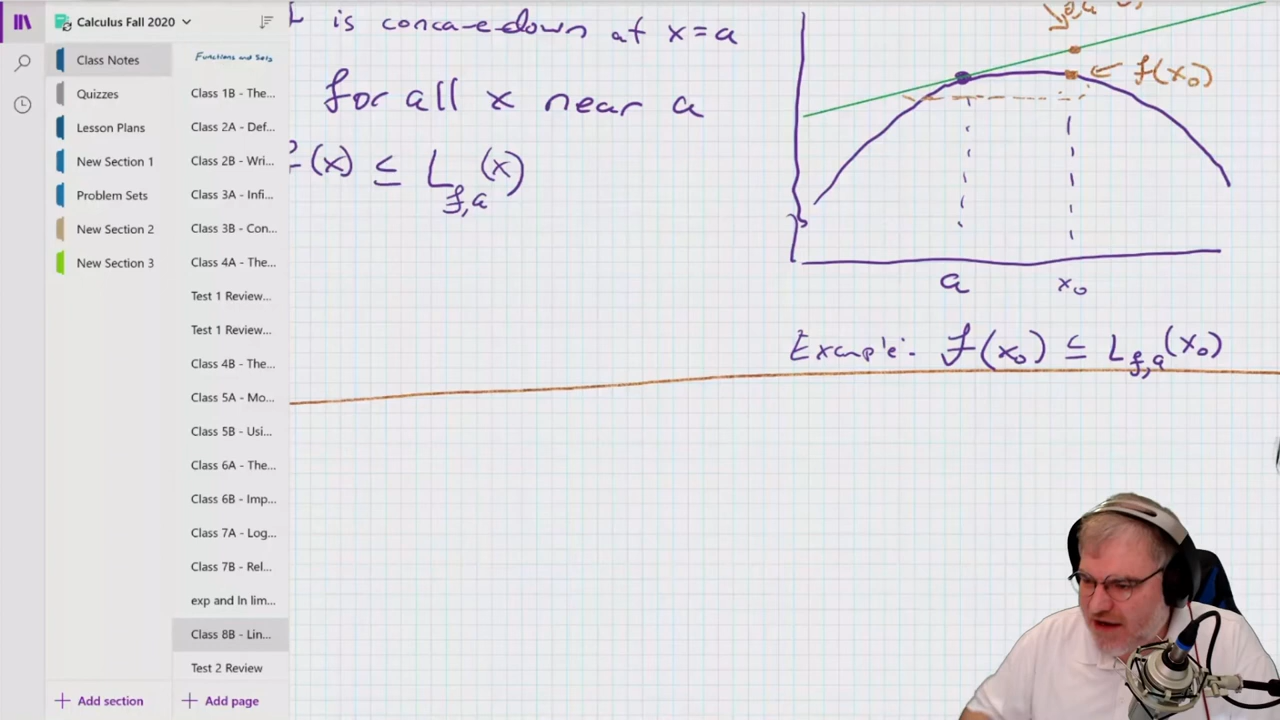 Calculus Fall 2020
Class Notes
Quizzes
Lesson Plans
New Section 1
Problem Sets
New Section 2
New Section 3
Add section
Functions and Sets
Class 1B - The...
Class 2A - Def...
Class 2B - Wri...
Class 3A - Infi...
Class 3B - Con...
Class 4A - The...
Test 1 Review...
Test 1 Review...
Class 4B - The...
Class 5A - Mo...
Class 5B - Usi...
Class 6A - The...
Class 6B - Imp...
Class 7A - Log...
Class 7B - Rel...
exp and ln lim...
Class 8B - Lin...
Test 2 Review
Add page
is concave down at x=a
for all x near a
f(x) ≤ L_{f,a}(x)
← f(x₀)
a x₀
Example: f(x₀) ≤ L_{f,a}(x₀)